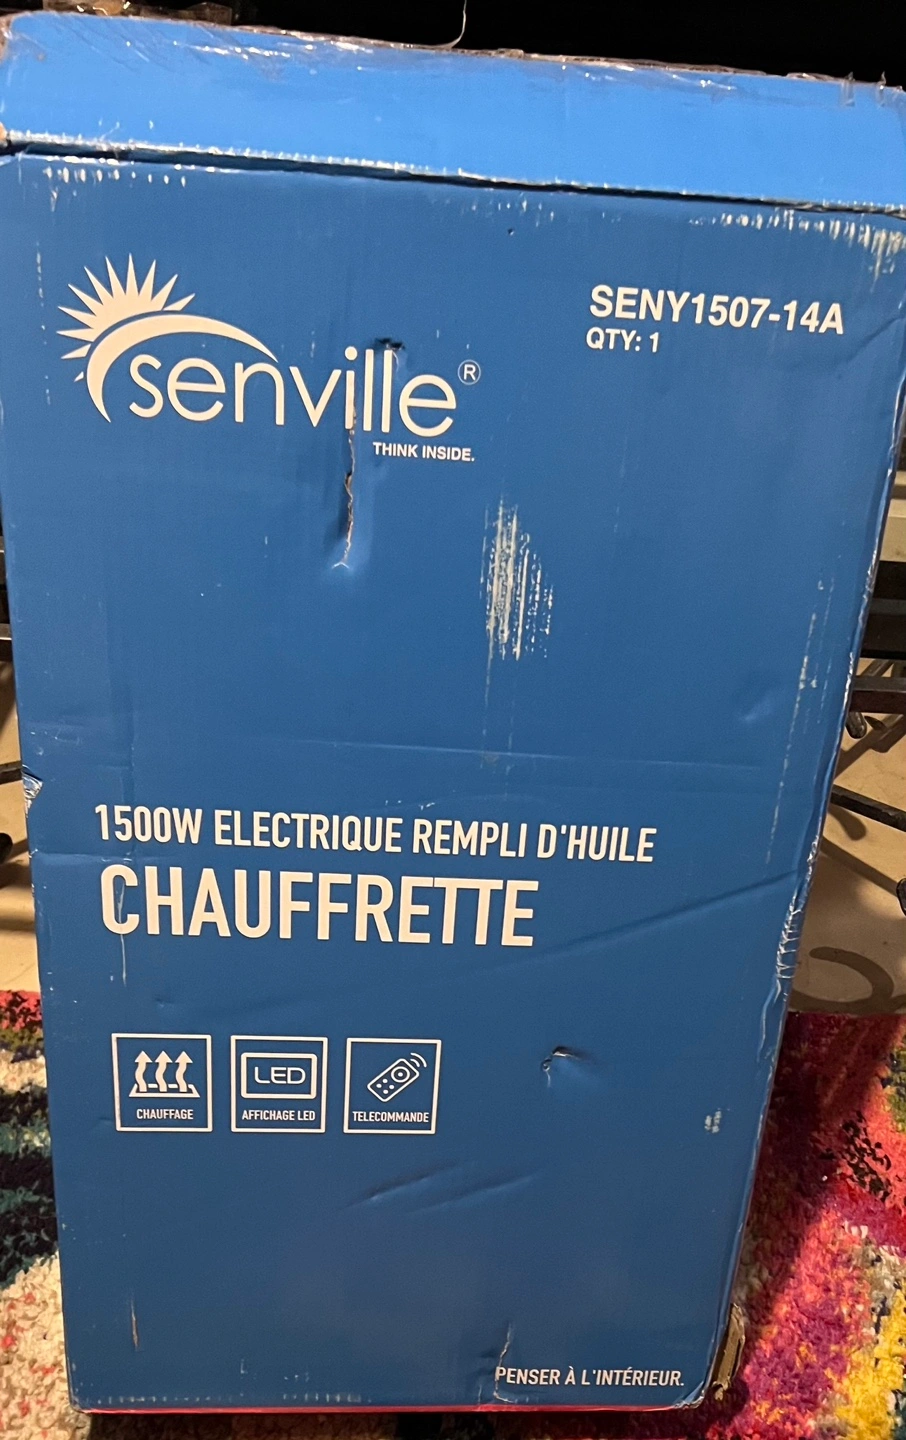 SENY1507-14A
QTY: 1
senville®
THINK INSIDE.
1500W ELECTRIQUE REMPLI D'HUILE
CHAUFFRETTE
LED
CHAUFFAGE
AFFICHAGE LED
TELECOMMANDE
PENSER À L'INTÉRIEUR.